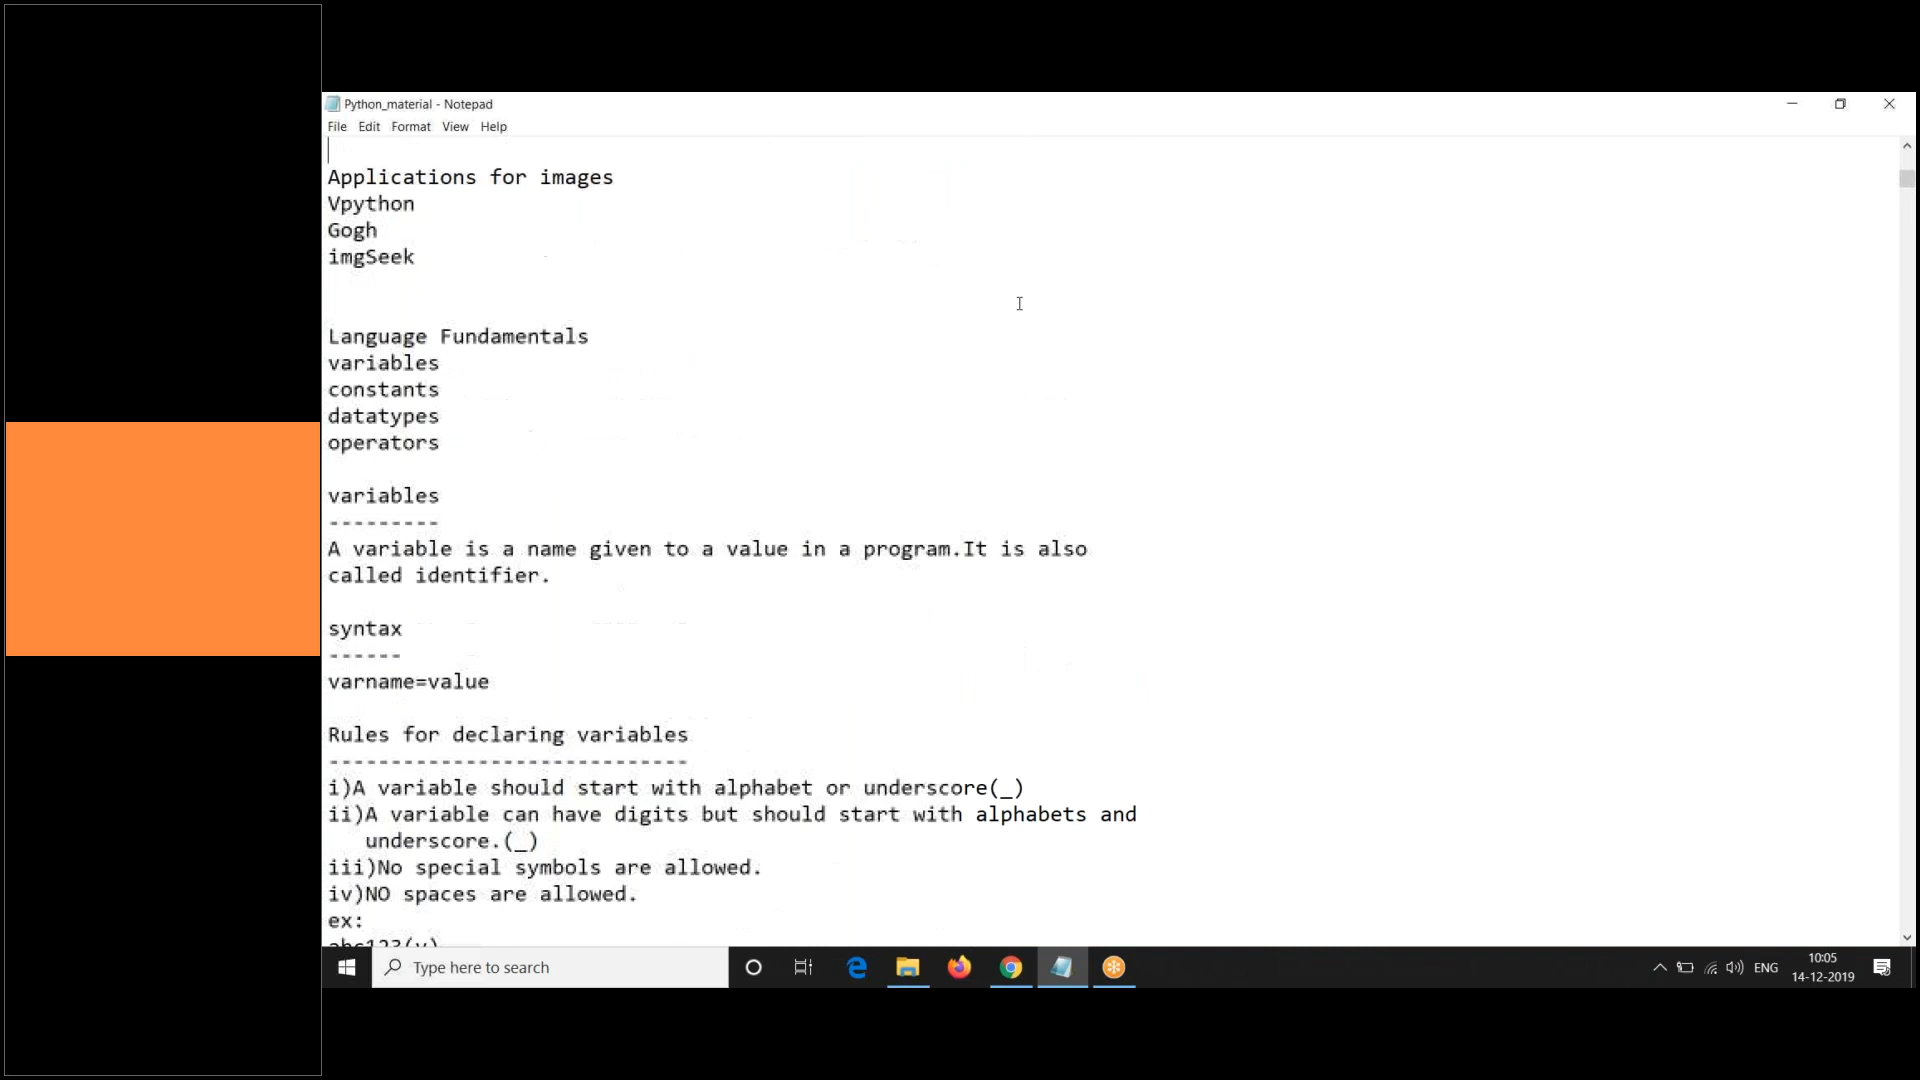 Python_material - Notepad
File Edit Format View Help
Applications for images
Vpython
Gogh
imgSeek
Language Fundamentals
variables
constants
datatypes
operators
variables
---------
A variable is a name given to a value in a program.It is also
called identifier.
syntax
------
varname=value
Rules for declaring variables
-----------------------------
i)A variable should start with alphabet or underscore(_)
ii)A variable can have digits but should start with alphabets and
underscore.(_)
iii)No special symbols are allowed.
iv)NO spaces are allowed.
ex:
abc123(v)
Type here to search
ENG
10:05
14-12-2019